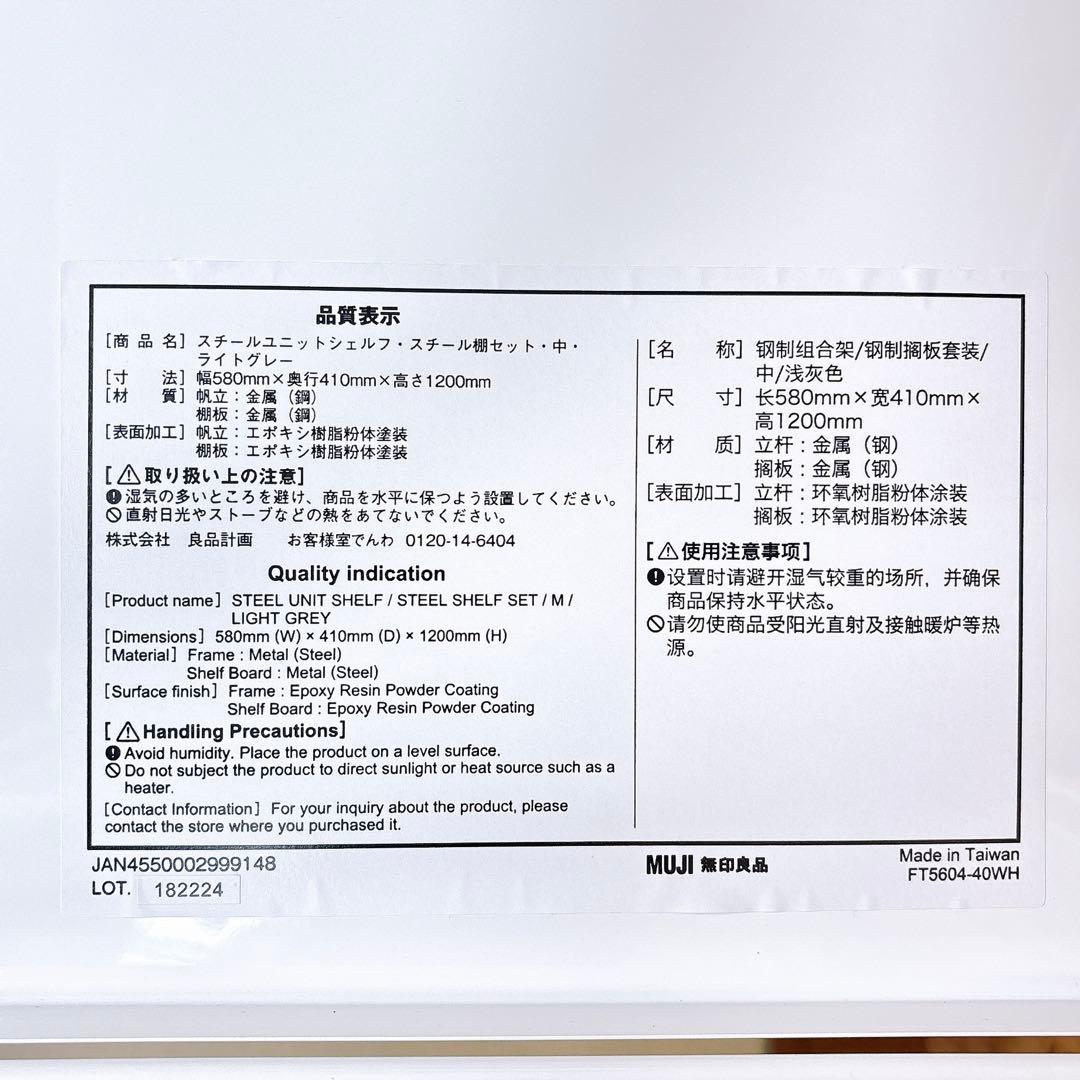 品質表示
[商品名] スチールユニットシェルフ・スチール棚セット・中・
ライトグレー
[寸 法] 幅580mm×奥行410mm×高さ1200mm
[材 質] 帆立：金属（鋼）
棚板：金属（鋼）
[表面加工] 帆立：エポキシ樹脂粉体塗装
棚板：エポキシ樹脂粉体塗装
[⚠取り扱い上の注意]
❗湿気の多いところを避け、商品を水平に保つよう設置してください。
🚫直射日光やストーブなどの熱をあてないでください。
株式会社 良品計画 お客様室でんわ 0120-14-6404
Quality indication
[Product name] STEEL UNIT SHELF / STEEL SHELF SET / M /
LIGHT GREY
[Dimensions] 580mm (W) × 410mm (D) × 1200mm (H)
[Material] Frame : Metal (Steel)
Shelf Board : Metal (Steel)
[Surface finish] Frame : Epoxy Resin Powder Coating
Shelf Board : Epoxy Resin Powder Coating
[⚠Handling Precautions]
❗Avoid humidity. Place the product on a level surface.
🚫Do not subject the product to direct sunlight or heat source such as a
heater.
[Contact Information] For your inquiry about the product, please
contact the store where you purchased it.
[名 称] 钢制组合架/钢制搁板套装/
中/浅灰色
[尺 寸] 长580mm×宽410mm×
高1200mm
[材 质] 立杆：金属（钢）
搁板：金属（钢）
[表面加工] 立杆：环氧树脂粉体涂装
搁板：环氧树脂粉体涂装
[⚠使用注意事项]
❗设置时请避开湿气较重的场所，并确保
商品保持水平状态。
🚫请勿使商品受阳光直射及接触暖炉等热
源。
JAN4550002999148
LOT. 182224
MUJI 無印良品
Made in Taiwan
FT5604-40WH